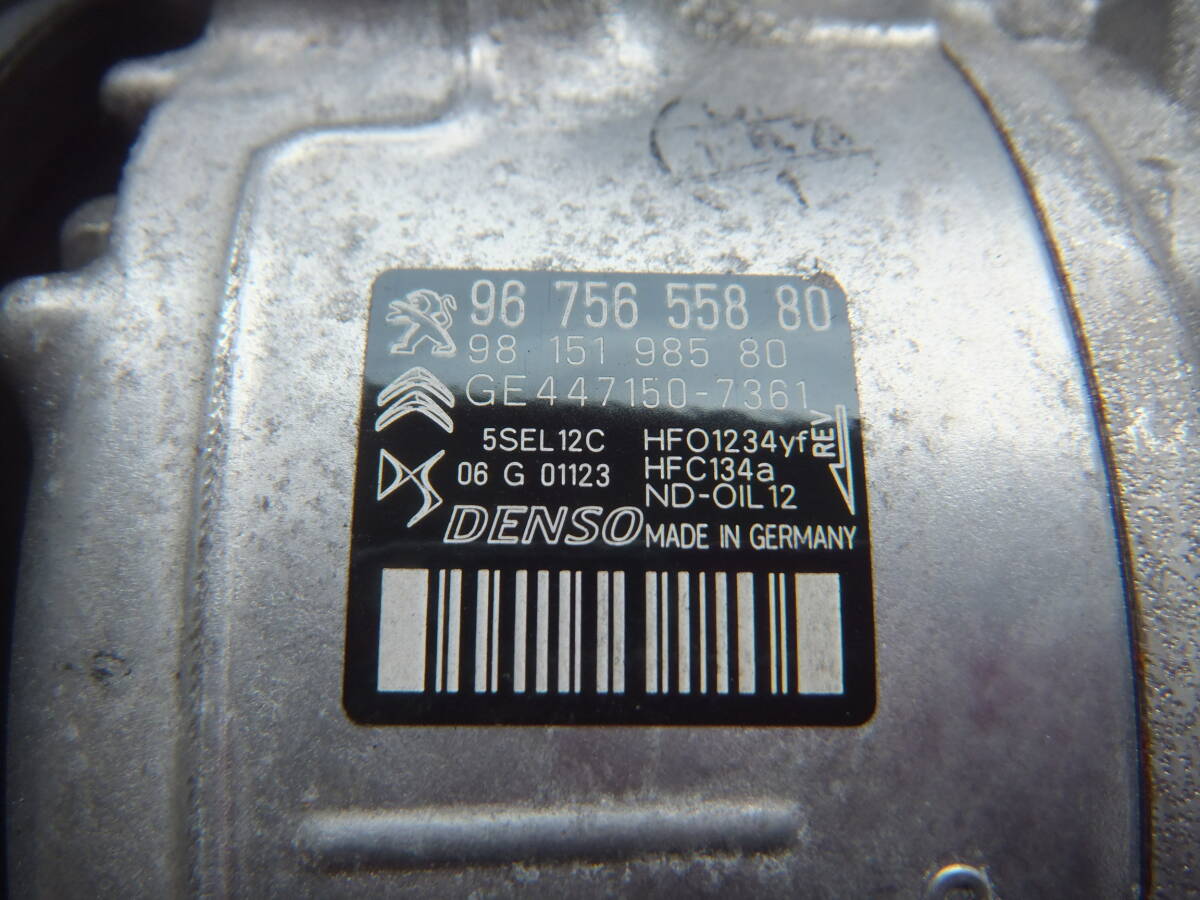 96 756 558 80
98 151 985 80
GE447150-7361
5SEL12C HFO1234yf
06 G 01123 HFC134a
ND-OIL12
REV
DS
DENSO MADE IN GERMANY